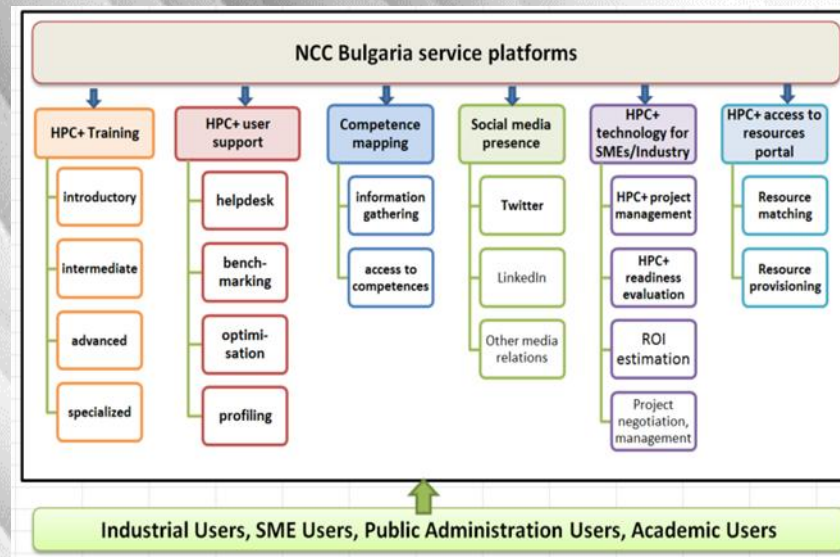 NCC Bulgaria service platforms
HPC+ Training
introductory
intermediate
advanced
specialized
HPC+ user
support
helpdesk
bench-
marking
optimi-
sation
profiling
Competence
mapping
information
gathering
access to
competences
Social media
presence
Twitter
LinkedIn
Other media
relations
HPC+
technology for
SMEs/Industry
HPC+ project
management
HPC+
readiness
evaluation
ROI
estimation
Project
negotiation,
management
HPC+ access to
resources
portal
Resource
matching
Resource
provisioning
Industrial Users, SME Users, Public Administration Users, Academic Users